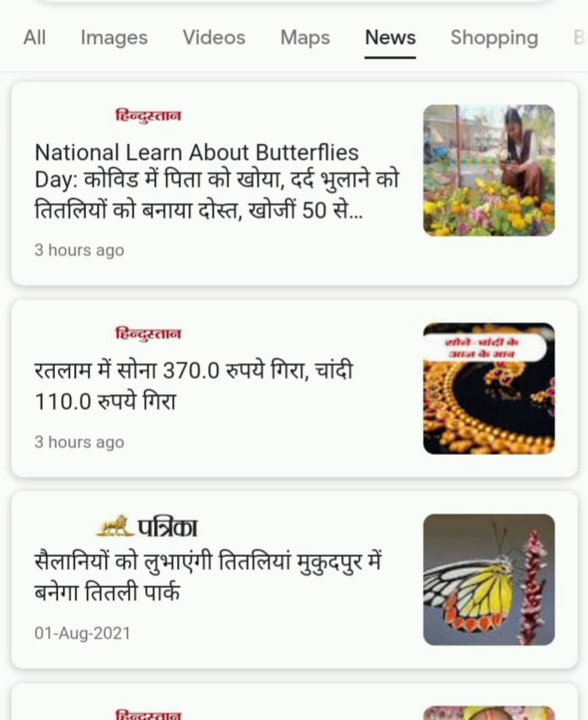 All Images Videos Maps News Shopping B
हिन्दुस्तान
National Learn About Butterflies
Day: कोविड में पिता को खोया, दर्द भुलाने को
तितलियों को बनाया दोस्त, खोजीं 50 से...
3 hours ago
हिन्दुस्तान
रतलाम में सोना 370.0 रुपये गिरा, चांदी
110.0 रुपये गिरा
3 hours ago
सोने-चांदी के
आज के भाव
पत्रिका
सैलानियों को लुभाएंगी तितलियां मुकुदपुर में
बनेगा तितली पार्क
01-Aug-2021
हिन्दुस्तान